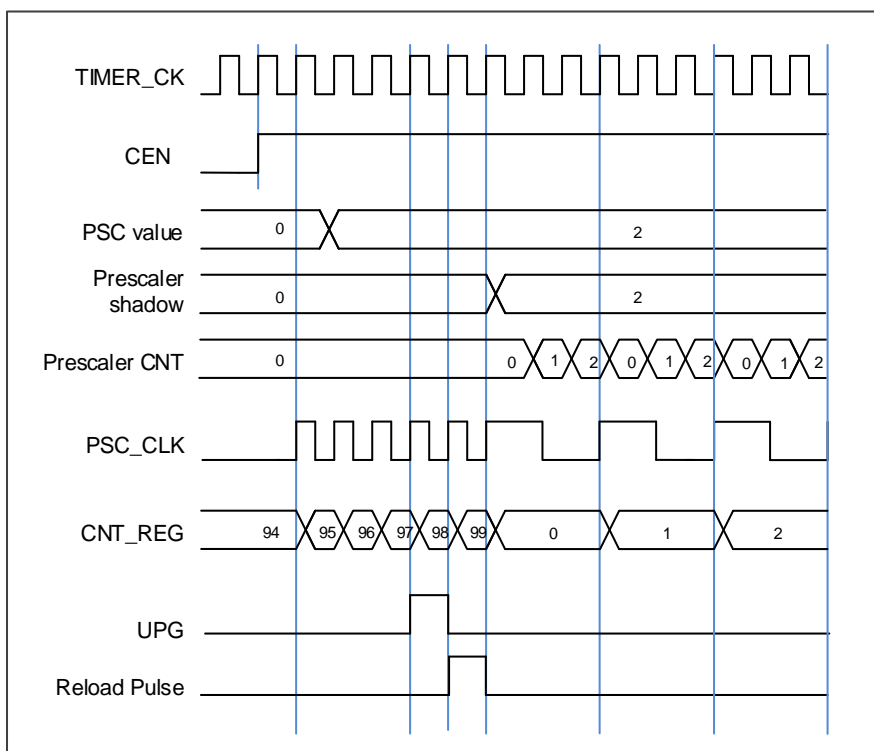 TIMER_CK
CEN
PSC value 0 2
Prescaler
shadow 0 2
Prescaler CNT 0 0 1 2 0 1 2 0 1 2
PSC_CLK
CNT_REG 94 95 96 97 98 99 0 1 2
UPG
Reload Pulse